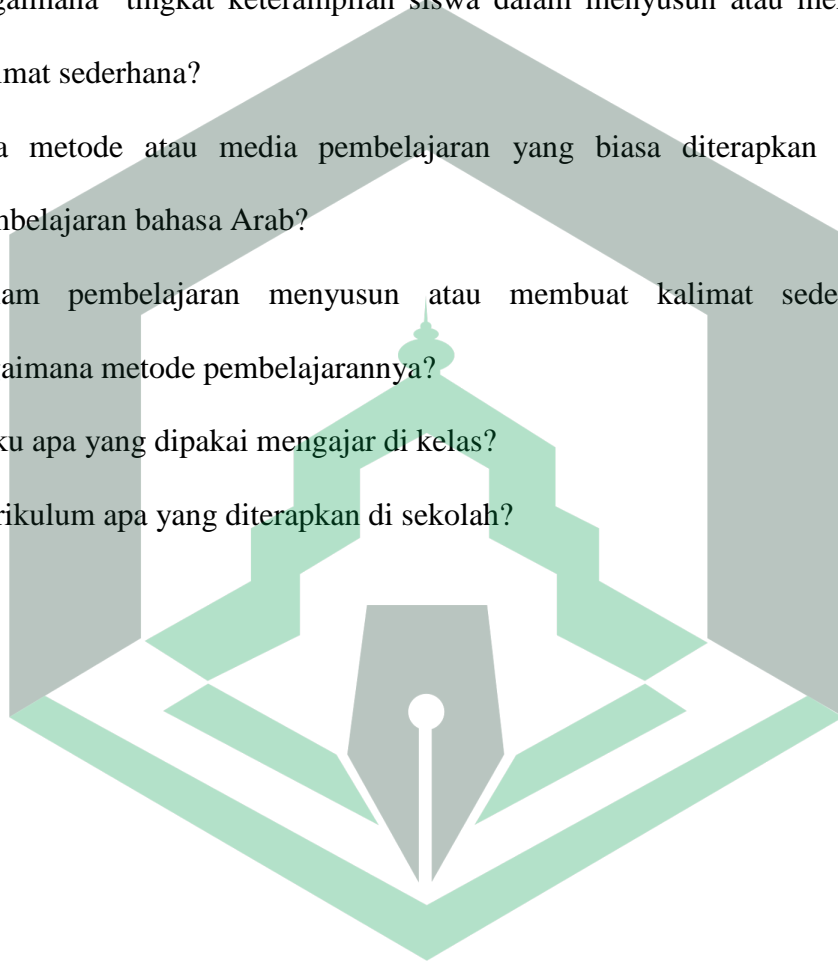 gaimana tingkat keterampilan siswa dalam menyusun atau me
imat sederhana?
a metode atau media pembelajaran yang biasa diterapkan
nbelajaran bahasa Arab?
lam pembelajaran menyusun atau membuat kalimat sede
gaimana metode pembelajarannya?
ku apa yang dipakai mengajar di kelas?
rikulum apa yang diterapkan di sekolah?